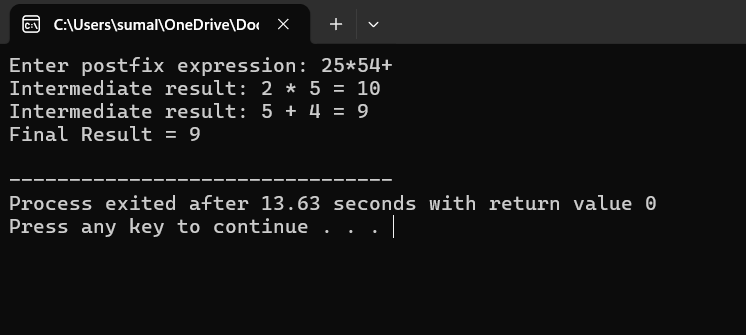 C:\Users\sumal\OneDrive\Doc
Enter postfix expression: 25*54+
Intermediate result: 2 * 5 = 10
Intermediate result: 5 + 4 = 9
Final Result = 9
--------------------------------
Process exited after 13.63 seconds with return value 0
Press any key to continue . . .